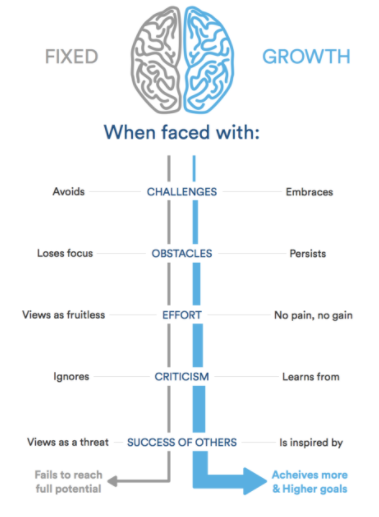 FIXED GROWTH
When faced with:
Avoids CHALLENGES Embraces
Loses focus OBSTACLES Persists
Views as fruitless EFFORT No pain, no gain
Ignores CRITICISM Learns from
Views as a threat SUCCESS OF OTHERS Is inspired by
Fails to reach
full potential
Acheives more
& Higher goals